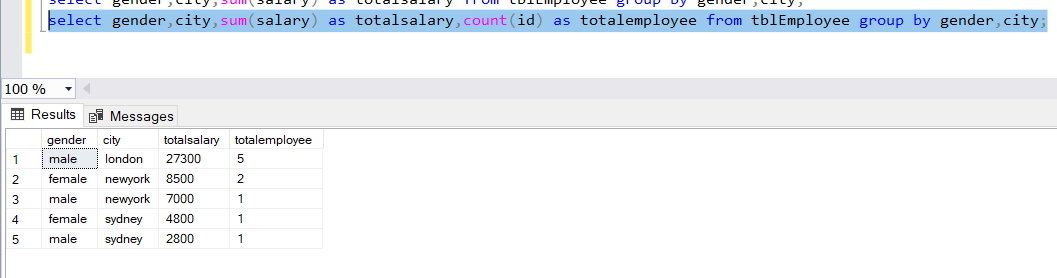 select gender,city,sum(salary) as totalsalary from tblEmployee group by gender,city;
select gender,city,sum(salary) as totalsalary,count(id) as totalemployee from tblEmployee group by gender,city;
100 %
Results Messages
gender city totalsalary totalemployee
1 male london 27300 5
2 female newyork 8500 2
3 male newyork 7000 1
4 female sydney 4800 1
5 male sydney 2800 1